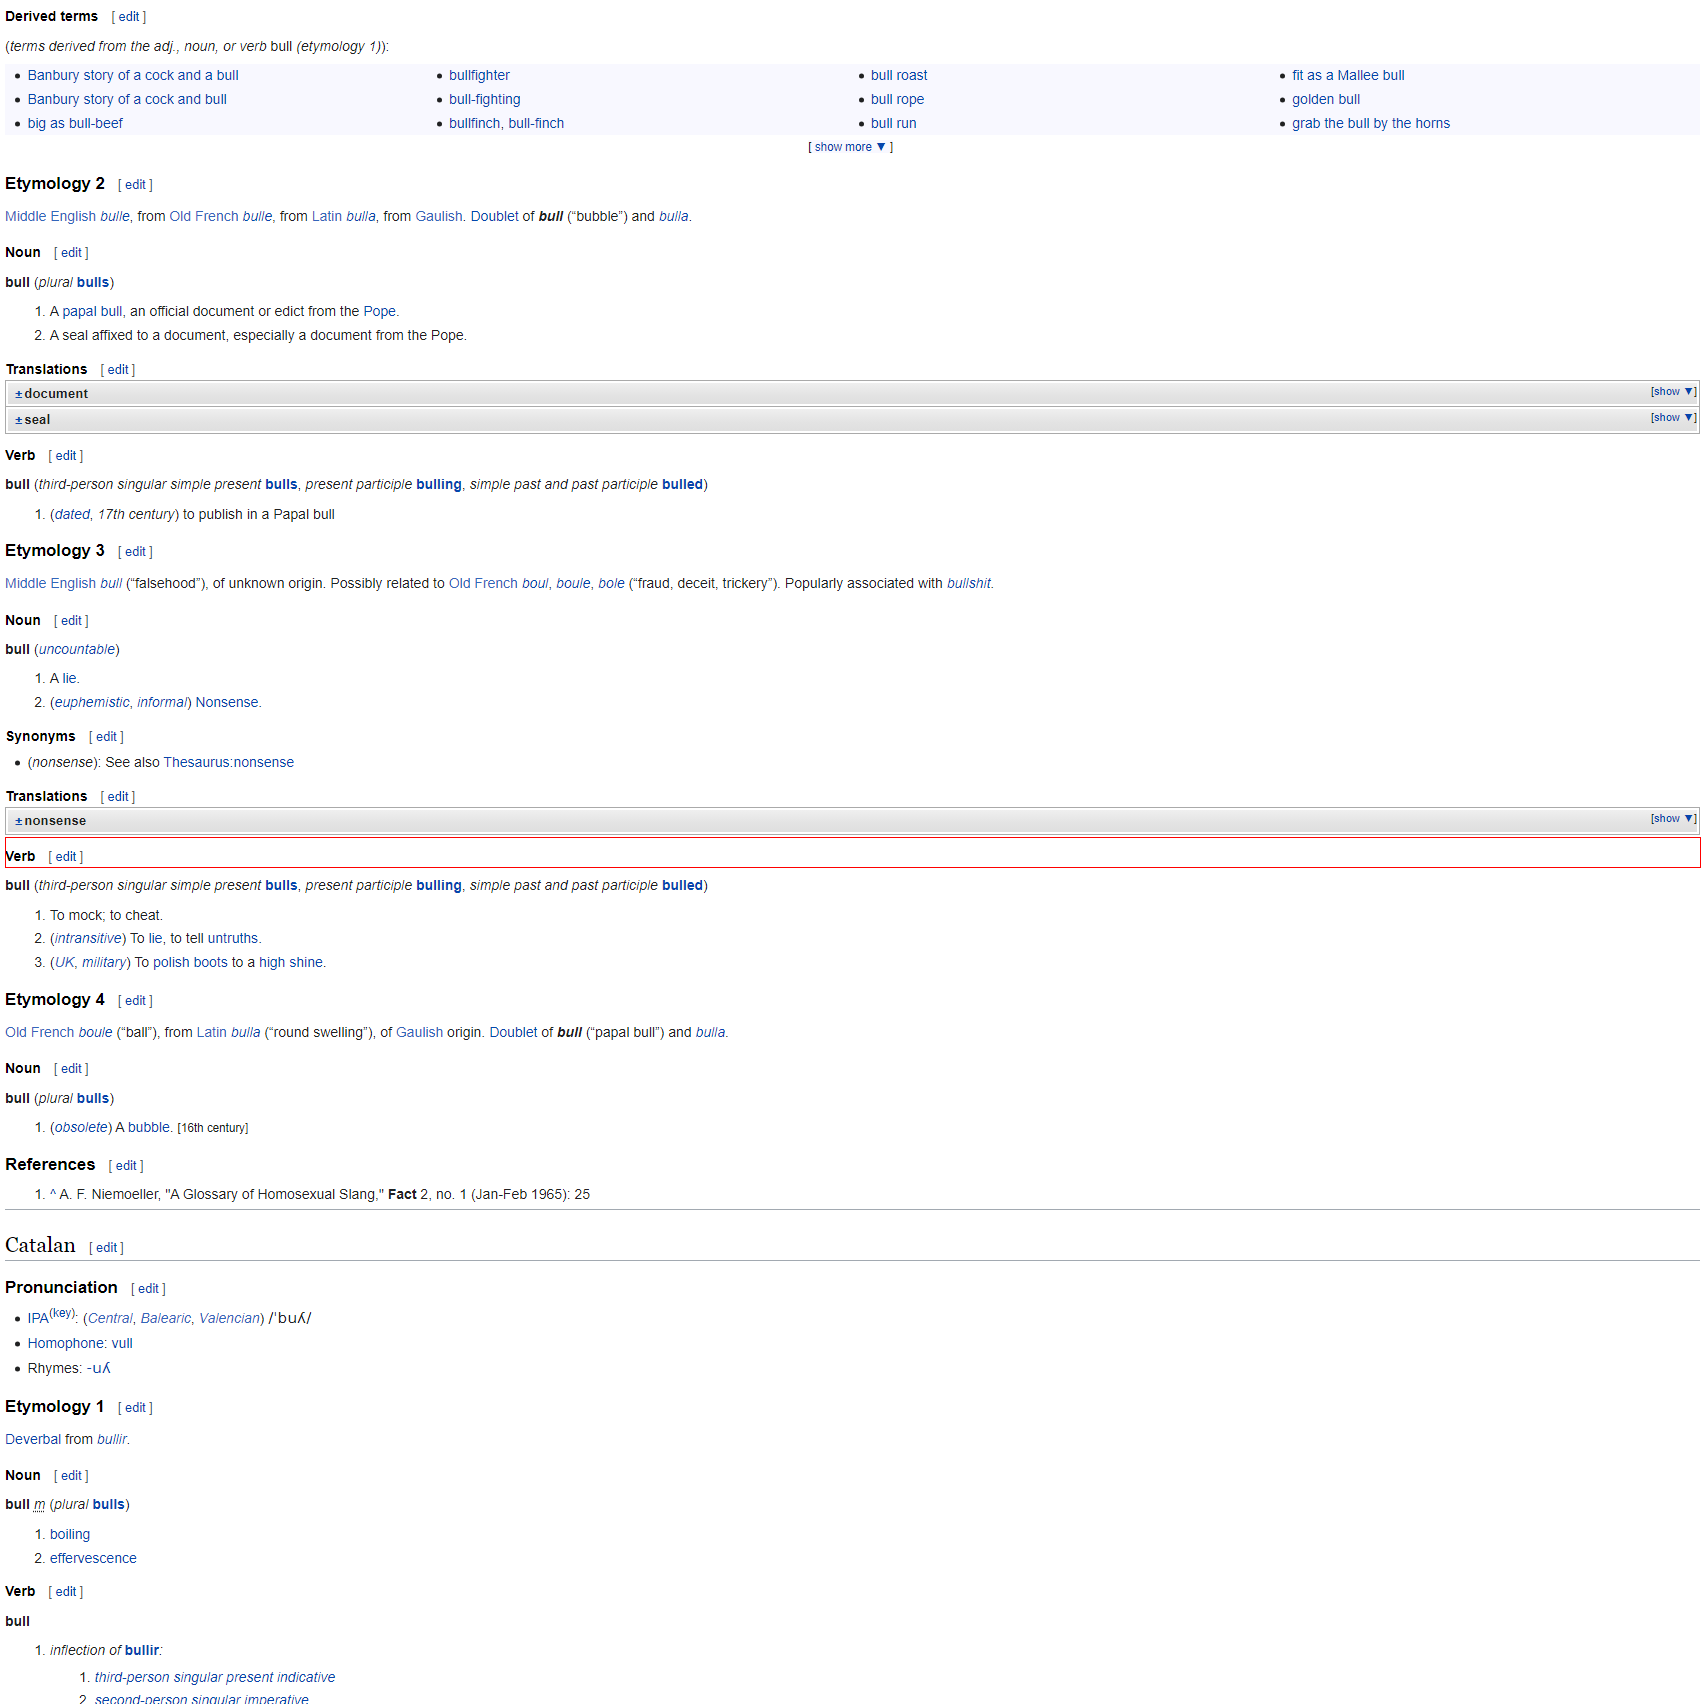 Derived terms [ edit ]
(terms derived from the adj., noun, or verb bull (etymology 1)):
• Banbury story of a cock and a bull
• Banbury story of a cock and bull
• big as bull-beef
• bullfighter
• bull-fighting
• bullfinch, bull-finch
• bull roast
• bull rope
• bull run
• fit as a Mallee bull
• golden bull
• grab the bull by the horns
[ show more ▼ ]
Etymology 2 [ edit ]
Middle English bulle, from Old French bulle, from Latin bulla, from Gaulish. Doublet of bull (“bubble”) and bulla.
Noun [ edit ]
bull (plural bulls)
1. A papal bull, an official document or edict from the Pope.
2. A seal affixed to a document, especially a document from the Pope.
Translations [ edit ]
± document [show ▼]
± seal [show ▼]
Verb [ edit ]
bull (third-person singular simple present bulls, present participle bulling, simple past and past participle bulled)
1. (dated, 17th century) to publish in a Papal bull
Etymology 3 [ edit ]
Middle English bull (“falsehood”), of unknown origin. Possibly related to Old French boul, boule, bole (“fraud, deceit, trickery”). Popularly associated with bullshit.
Noun [ edit ]
bull (uncountable)
1. A lie.
2. (euphemistic, informal) Nonsense.
Synonyms [ edit ]
• (nonsense): See also Thesaurus:nonsense
Translations [ edit ]
± nonsense [show ▼]
Verb [ edit ]
bull (third-person singular simple present bulls, present participle bulling, simple past and past participle bulled)
1. To mock; to cheat.
2. (intransitive) To lie, to tell untruths.
3. (UK, military) To polish boots to a high shine.
Etymology 4 [ edit ]
Old French boule (“ball”), from Latin bulla (“round swelling”), of Gaulish origin. Doublet of bull (“papal bull”) and bulla.
Noun [ edit ]
bull (plural bulls)
1. (obsolete) A bubble. [16th century]
References [ edit ]
1. ^ A. F. Niemoeller, "A Glossary of Homosexual Slang," Fact 2, no. 1 (Jan-Feb 1965): 25
Catalan [ edit ]
Pronunciation [ edit ]
• IPA(key): (Central, Balearic, Valencian) /ˈbuʎ/
• Homophone: vull
• Rhymes: -uʎ
Etymology 1 [ edit ]
Deverbal from bullir.
Noun [ edit ]
bull m (plural bulls)
1. boiling
2. effervescence
Verb [ edit ]
bull
1. inflection of bullir:
1. third-person singular present indicative
2. second-person singular imperative